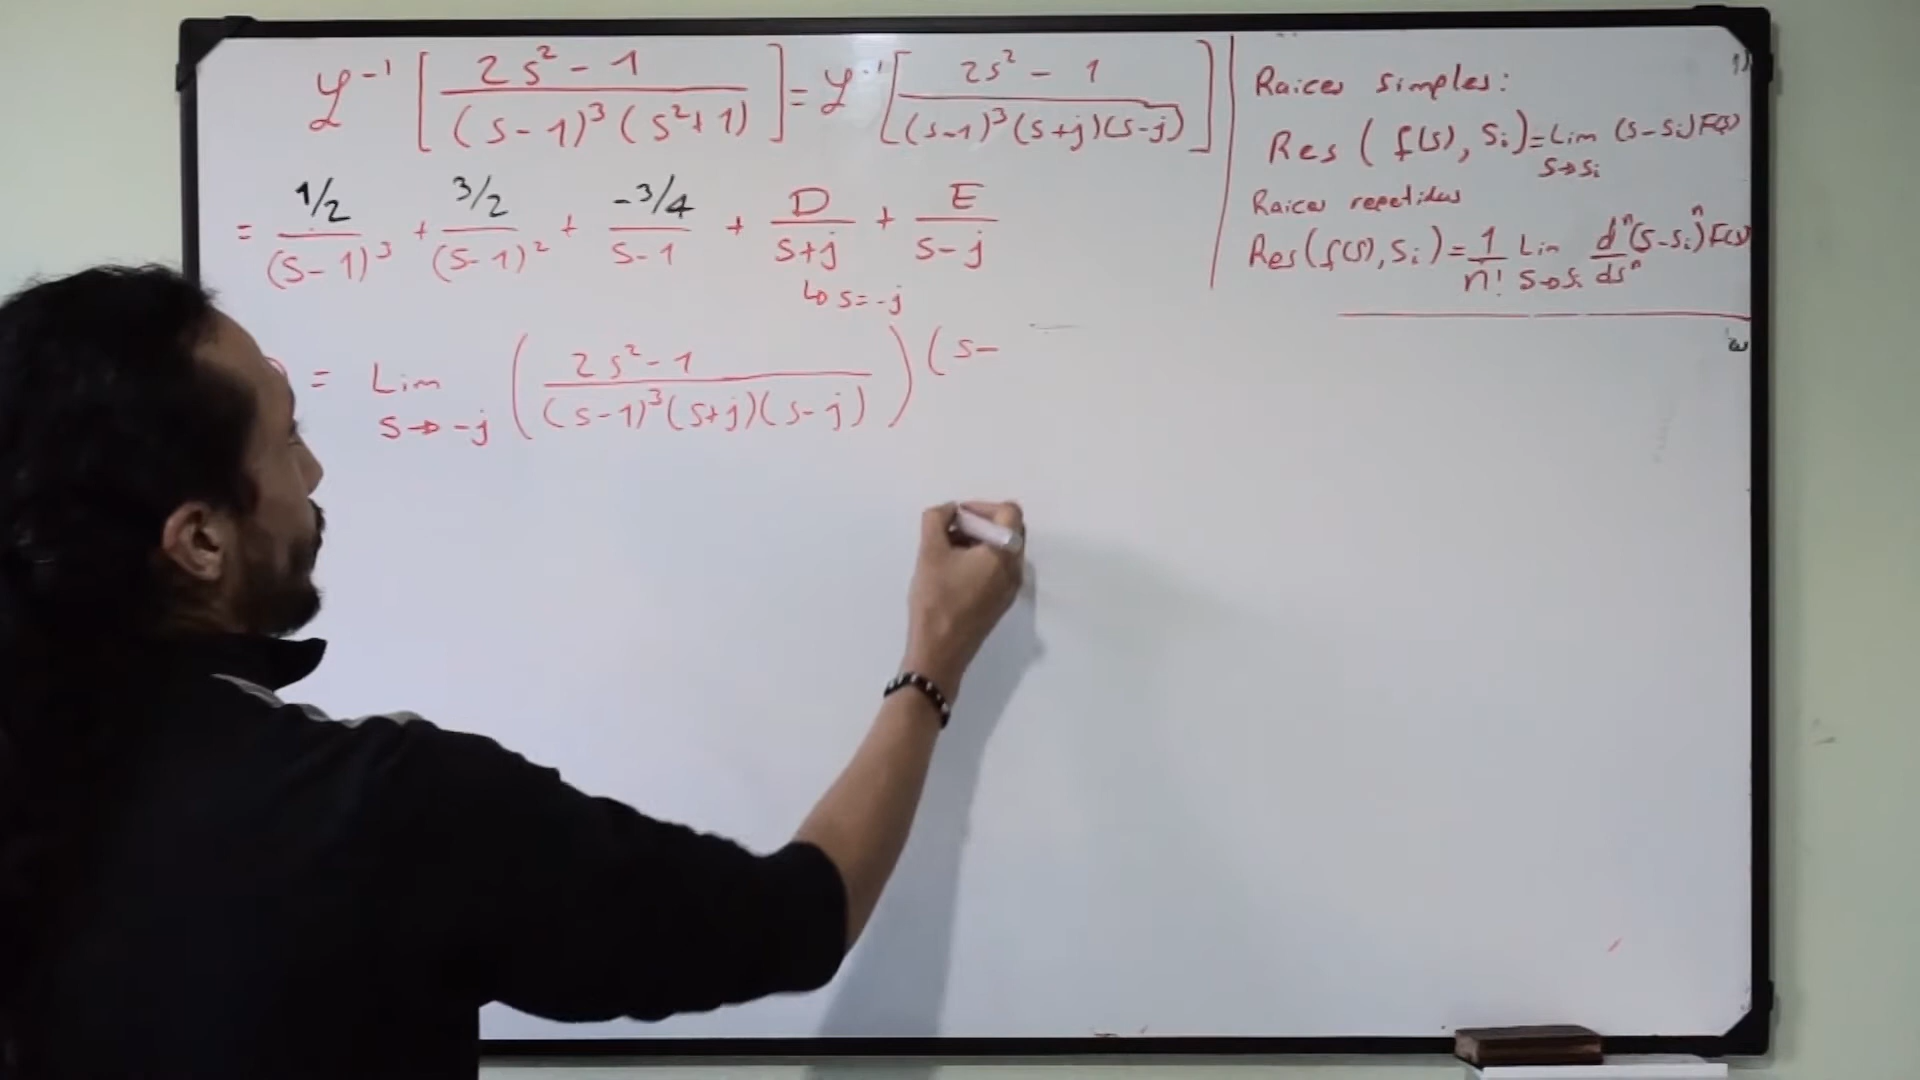 ℒ⁻¹ [ (2s² - 1) / ((s-1)³(s²+1)) ] = ℒ⁻¹ [ (2s² - 1) / ((s-1)³(s+j)(s-j)) ]
= (1/2)/(s-1)³ + (3/2)/(s-1)² + (-3/4)/(s-1) + D/(s+j) + E/(s-j)
↳ s=-j
= Lim s→-j ( (2s²-1) / ((s-1)³(s+j)(s-j)) ) (s-
Raices simples:
Res ( f(s), si) = Lim s→si (s-si) F(s)
Raices repetidas
Res(f(s), si) = 1/n! Lim s→si dⁿ/dsⁿ (s-si)ⁿ F(s)